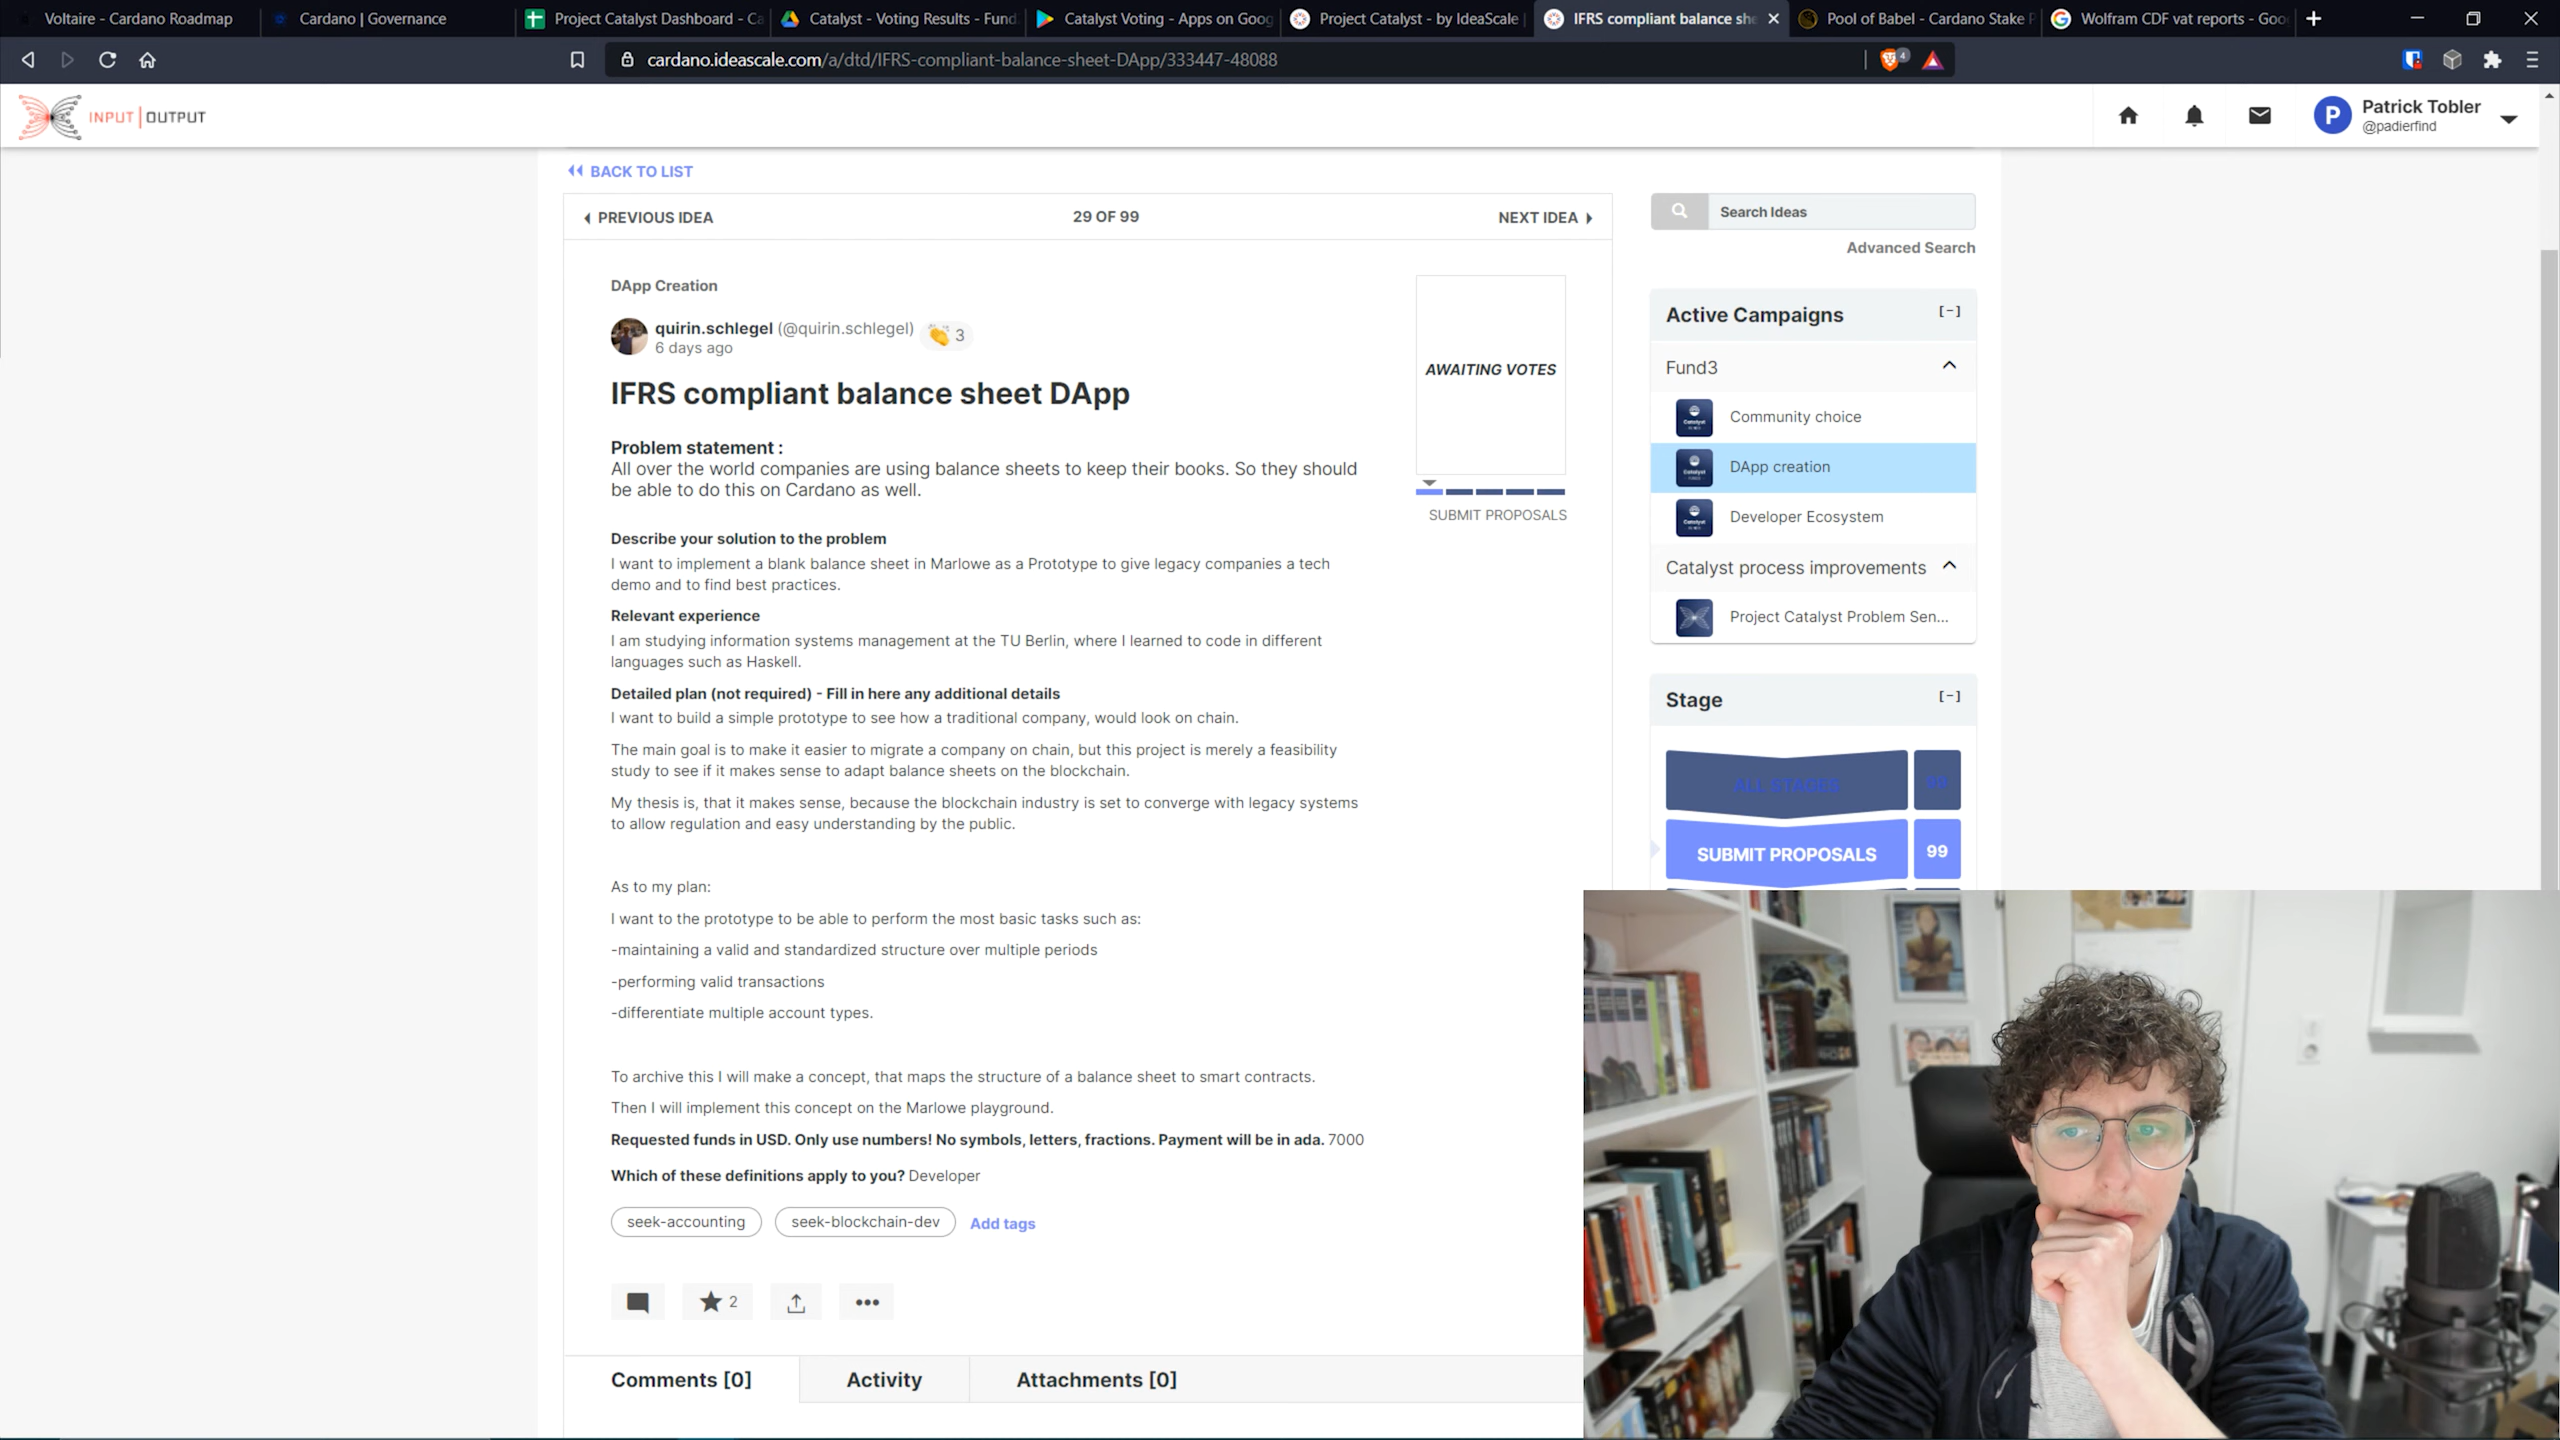 Voltaire - Cardano Roadmap
Cardano | Governance
Project Catalyst Dashboard - Ca
Catalyst - Voting Results - Fund
Catalyst Voting - Apps on Goog
Project Catalyst - by IdeaScale
IFRS compliant balance she
Pool of Babel - Cardano Stake P
Wolfram CDF vat reports - Goo
cardano.ideascale.com/a/dtd/IFRS-compliant-balance-sheet-DApp/333447-48088
4
INPUT | OUTPUT
P
Patrick Tobler
@padierfind
BACK TO LIST
PREVIOUS IDEA
29 OF 99
NEXT IDEA
DApp Creation
quirin.schlegel (@quirin.schlegel)
3
6 days ago
IFRS compliant balance sheet DApp
Problem statement :
All over the world companies are using balance sheets to keep their books. So they should
be able to do this on Cardano as well.
Describe your solution to the problem
I want to implement a blank balance sheet in Marlowe as a Prototype to give legacy companies a tech
demo and to find best practices.
Relevant experience
I am studying information systems management at the TU Berlin, where I learned to code in different
languages such as Haskell.
Detailed plan (not required) - Fill in here any additional details
I want to build a simple prototype to see how a traditional company, would look on chain.
The main goal is to make it easier to migrate a company on chain, but this project is merely a feasibility
study to see if it makes sense to adapt balance sheets on the blockchain.
My thesis is, that it makes sense, because the blockchain industry is set to converge with legacy systems
to allow regulation and easy understanding by the public.
As to my plan:
I want to the prototype to be able to perform the most basic tasks such as:
-maintaining a valid and standardized structure over multiple periods
-performing valid transactions
-differentiate multiple account types.
To archive this I will make a concept, that maps the structure of a balance sheet to smart contracts.
Then I will implement this concept on the Marlowe playground.
Requested funds in USD. Only use numbers! No symbols, letters, fractions. Payment will be in ada. 7000
Which of these definitions apply to you? Developer
seek-accounting
seek-blockchain-dev
Add tags
2
Comments [0]
Activity
Attachments [0]
AWAITING VOTES
SUBMIT PROPOSALS
Search Ideas
Advanced Search
Active Campaigns
[-]
Fund3
Community choice
DApp creation
Developer Ecosystem
Catalyst process improvements
Project Catalyst Problem Sen...
Stage
[-]
ALL STAGES
99
SUBMIT PROPOSALS
99